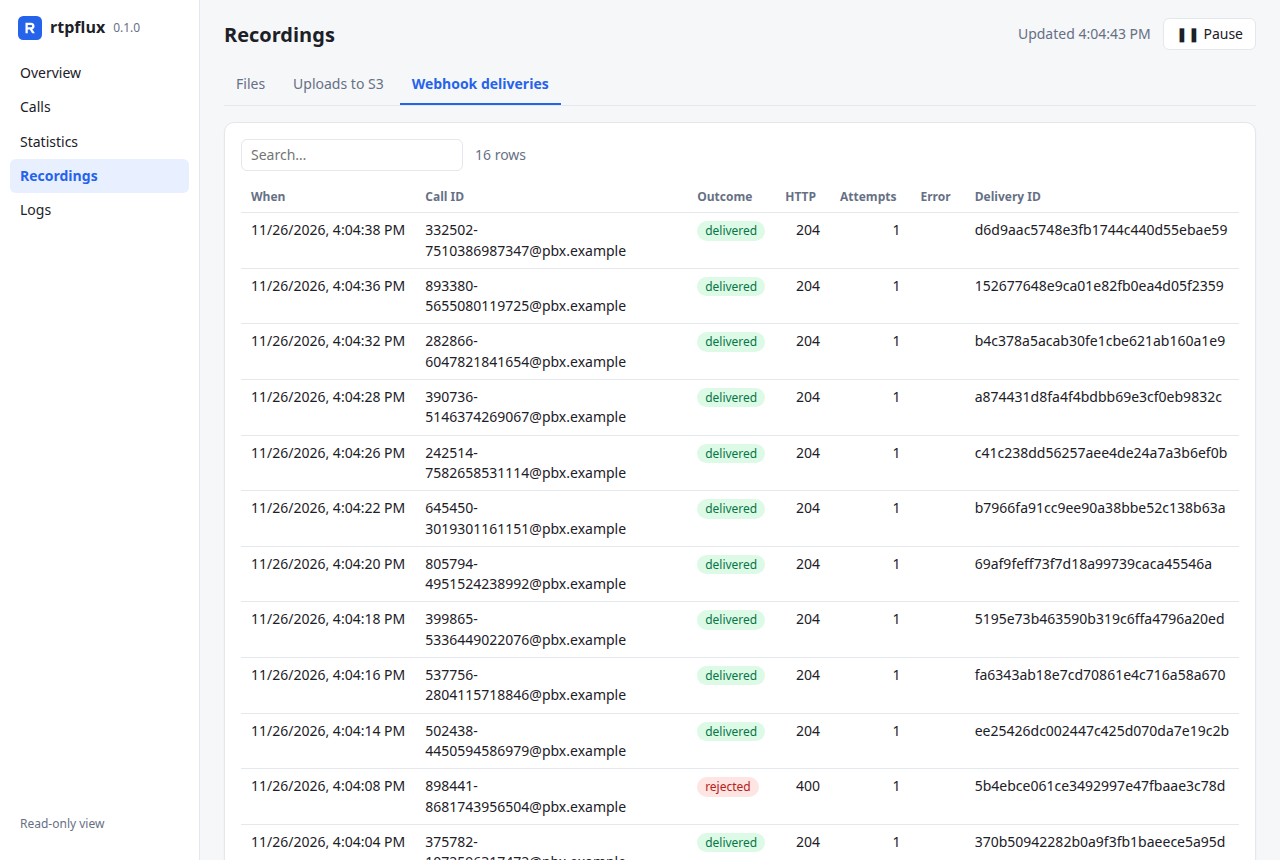 R rtpflux 0.1.0
Overview
Calls
Statistics
Recordings
Logs
Read-only view
Recordings
Updated 4:04:43 PM
Pause
Files Uploads to S3 Webhook deliveries
Search...
16 rows
When Call ID Outcome HTTP Attempts Error Delivery ID
11/26/2026, 4:04:38 PM 332502- delivered 204 1 d6d9aac5748e3fb1744c440d55ebae59
7510386987347@pbx.example
11/26/2026, 4:04:36 PM 893380- delivered 204 1 152677648e9ca01e82fb0ea4d05f2359
5655080119725@pbx.example
11/26/2026, 4:04:32 PM 282866- delivered 204 1 b4c378a5acab30fe1cbe621ab160a1e9
6047821841654@pbx.example
11/26/2026, 4:04:28 PM 390736- delivered 204 1 a874431d8fa4f4bdbb69e3cf0eb9832c
5146374269067@pbx.example
11/26/2026, 4:04:26 PM 242514- delivered 204 1 c41c238dd56257aee4de24a7a3b6ef0b
7582658531114@pbx.example
11/26/2026, 4:04:22 PM 645450- delivered 204 1 b7966fa91cc9ee90a38bbe52c138b63a
3019301161151@pbx.example
11/26/2026, 4:04:20 PM 805794- delivered 204 1 69af9feff73f7d18a99739caca45546a
4951524238992@pbx.example
11/26/2026, 4:04:18 PM 399865- delivered 204 1 5195e73b463590b319c6ffa4796a20ed
5336449022076@pbx.example
11/26/2026, 4:04:16 PM 537756- delivered 204 1 fa6343ab18e7cd70861e4c716a58a670
2804115718846@pbx.example
11/26/2026, 4:04:14 PM 502438- delivered 204 1 ee25426dc002447c425d070da7e19c2b
4450594586979@pbx.example
11/26/2026, 4:04:08 PM 898441- rejected 400 1 5b4ebce061ce3492997e47fbaae3c78d
8681743956504@pbx.example
11/26/2026, 4:04:04 PM 375782- delivered 204 1 370b50942282b0a9f3fb1baeece5a95d